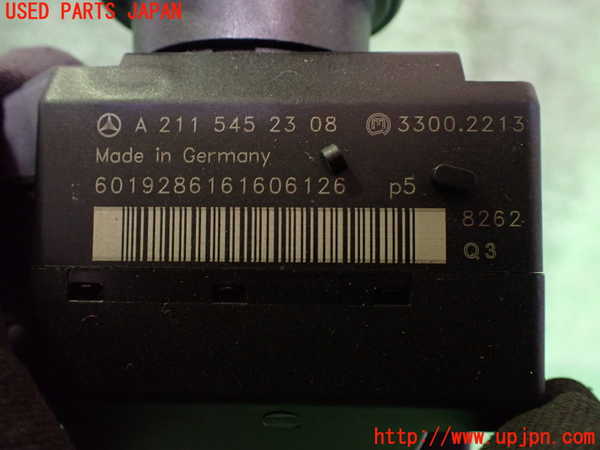 USED PARTS JAPAN
A 211 545 23 08 3300.2213
Made in Germany
6019286161606126 p5
8262
Q3
http://www.upjpn.com